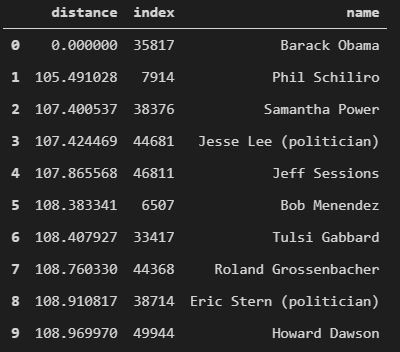 distance index name
0 0.000000 35817 Barack Obama
1 105.491028 7914 Phil Schiliro
2 107.400537 38376 Samantha Power
3 107.424469 44681 Jesse Lee (politician)
4 107.865568 46811 Jeff Sessions
5 108.383341 6507 Bob Menendez
6 108.407927 33417 Tulsi Gabbard
7 108.760330 44368 Roland Grossenbacher
8 108.910817 38714 Eric Stern (politician)
9 108.969970 49944 Howard Dawson